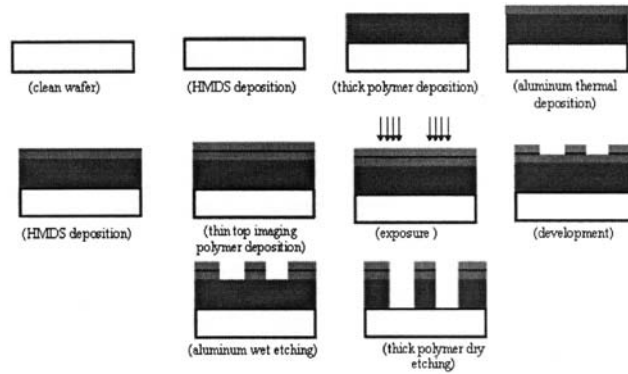 (clean wafer)
(HMDS deposition)
(thick polymer deposition)
(aluminum thermal
deposition)
(HMDS deposition)
(thin top imaging
polymer deposition)
(exposure )
(development)
(aluminum wet etching)
(thick polymer dry
etching)